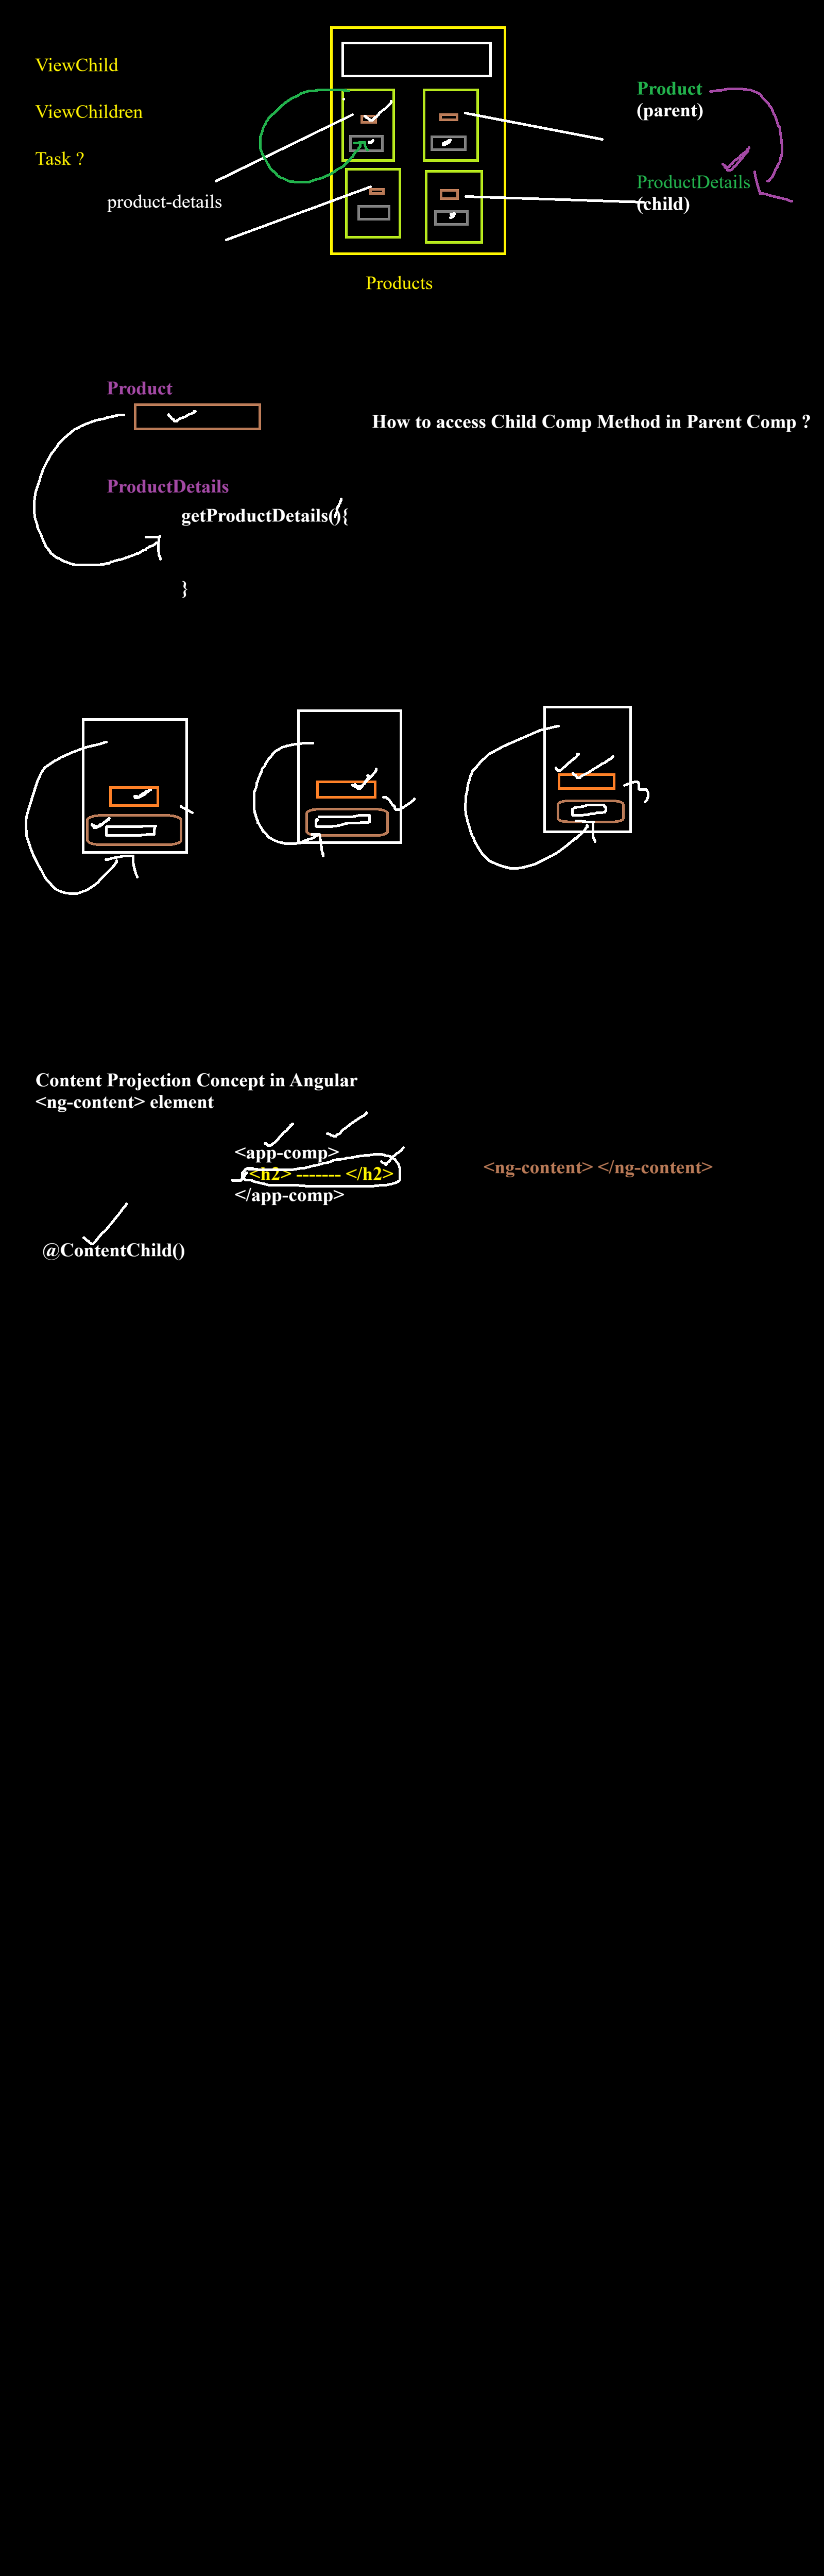 ViewChild
ViewChildren
Task ?
product-details
Product
(parent)
ProductDetails
(child)
Products
Product
How to access Child Comp Method in Parent Comp ?
ProductDetails
getProductDetails(){
}
Content Projection Concept in Angular
<ng-content> element
<app-comp>
<h2> ------- </h2>
</app-comp>
<ng-content> </ng-content>
@ContentChild()